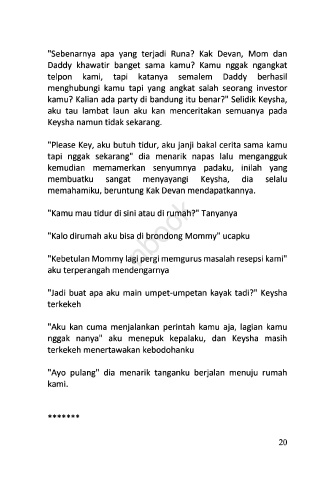 "Sebenarnya apa yang terjadi Runa? Kak Devan, Mom dan
Daddy khawatir banget sama kamu? Kamu nggak ngangkat
telpon kami, tapi katanya semalem Daddy berhasil
menghubungi kamu tapi yang angkat salah seorang investor
kamu? Kalian ada party di bandung itu benar?" Selidik Keysha,
aku tau lambat laun aku kan menceritakan semuanya pada
Keysha namun tidak sekarang.
"Please Key, aku butuh tidur, aku janji bakal cerita sama kamu
tapi nggak sekarang" dia menarik napas lalu mengangguk
kemudian memamerkan senyumnya padaku, inilah yang
membuatku sangat menyayangi Keysha, dia selalu
memahamiku, beruntung Kak Devan mendapatkannya.
"Kamu mau tidur di sini atau di rumah?" Tanyanya
"Kalo dirumah aku bisa di brondong Mommy" ucapku
"Kebetulan Mommy lagi pergi memgurus masalah resepsi kami"
aku terperangah mendengarnya
"Jadi buat apa aku main umpet-umpetan kayak tadi?" Keysha
terkekeh
"Aku kan cuma menjalankan perintah kamu aja, lagian kamu
nggak nanya" aku menepuk kepalaku, dan Keysha masih
terkekeh menertawakan kebodohanku
"Ayo pulang" dia menarik tanganku berjalan menuju rumah
kami.
*******
20